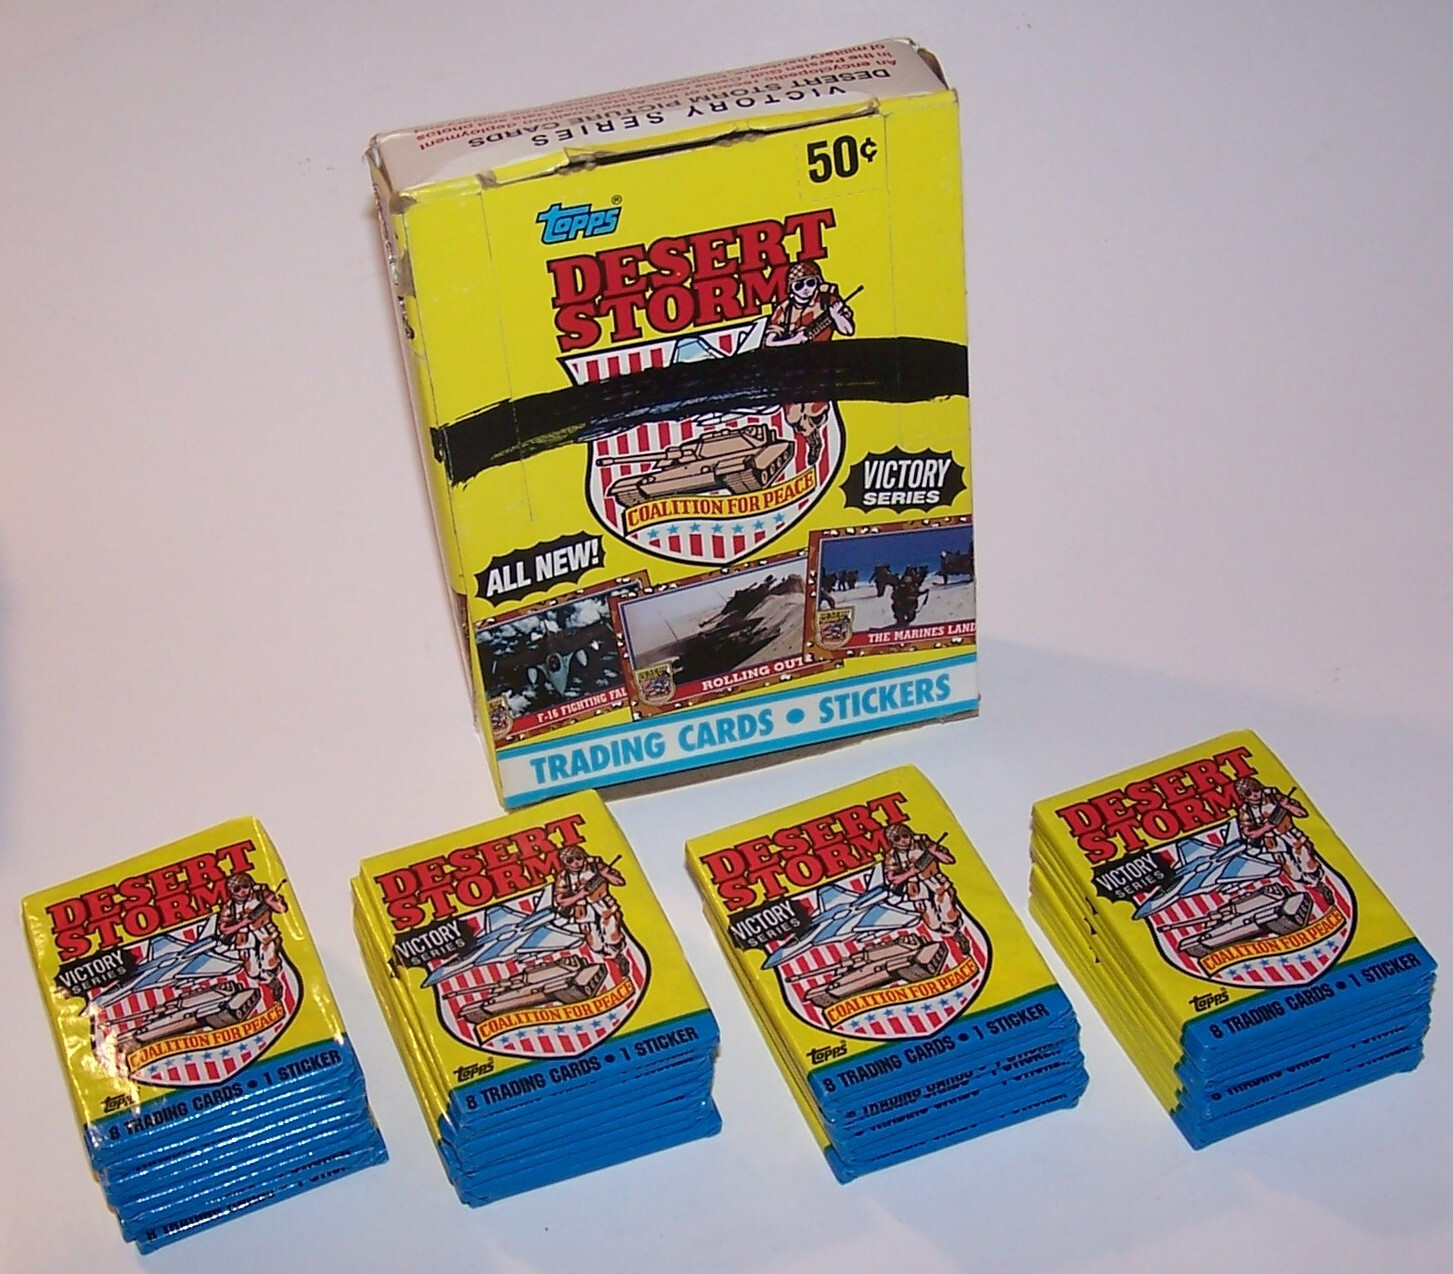 VICTORY SERIES
DESERT STORM PICTURE CARDS
50¢
TOPPS®
DESERT
STORM
VICTORY
SERIES
COALITION FOR PEACE
ALL NEW!
F-16 FIGHTING FAL
ROLLING OUT
THE MARINES LAND
TRADING CARDS • STICKERS
DESERT
STORM
VICTORY
SERIES
COALITION FOR PEACE
TOPPS
8 TRADING CARDS • 1 STICKER
DESERT
STORM
VICTORY
SERIES
COALITION FOR PEACE
TOPPS
8 TRADING CARDS • 1 STICKER
DESERT
STORM
VICTORY
SERIES
COALITION FOR PEACE
TOPPS
8 TRADING CARDS • 1 STICKER
DESERT
STORM
VICTORY
SERIES
COALITION FOR PEACE
TOPPS
8 TRADING CARDS • 1 STICKER